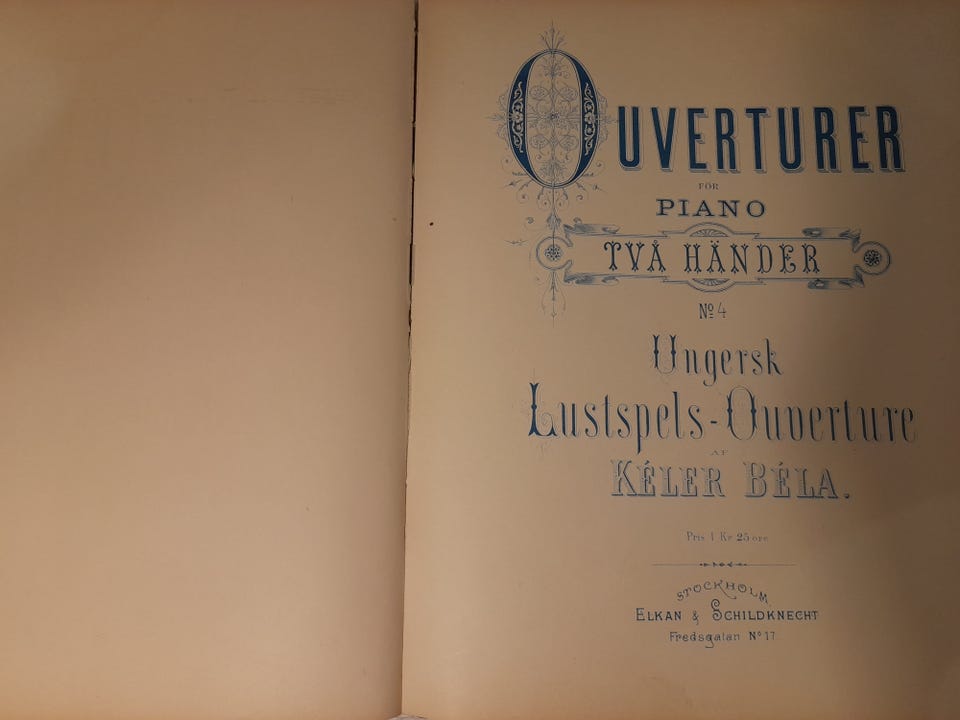 OUVERTURER
FÖR
PIANO
TVÅ HÄNDER
No 4
Ungersk
Lustspels-Ouverture
AF
KÉLER BÉLA.
Pris 1 Kr 25 öre
STOCKHOLM
ELKAN & SCHILDKNECHT
Fredsgatan No 17